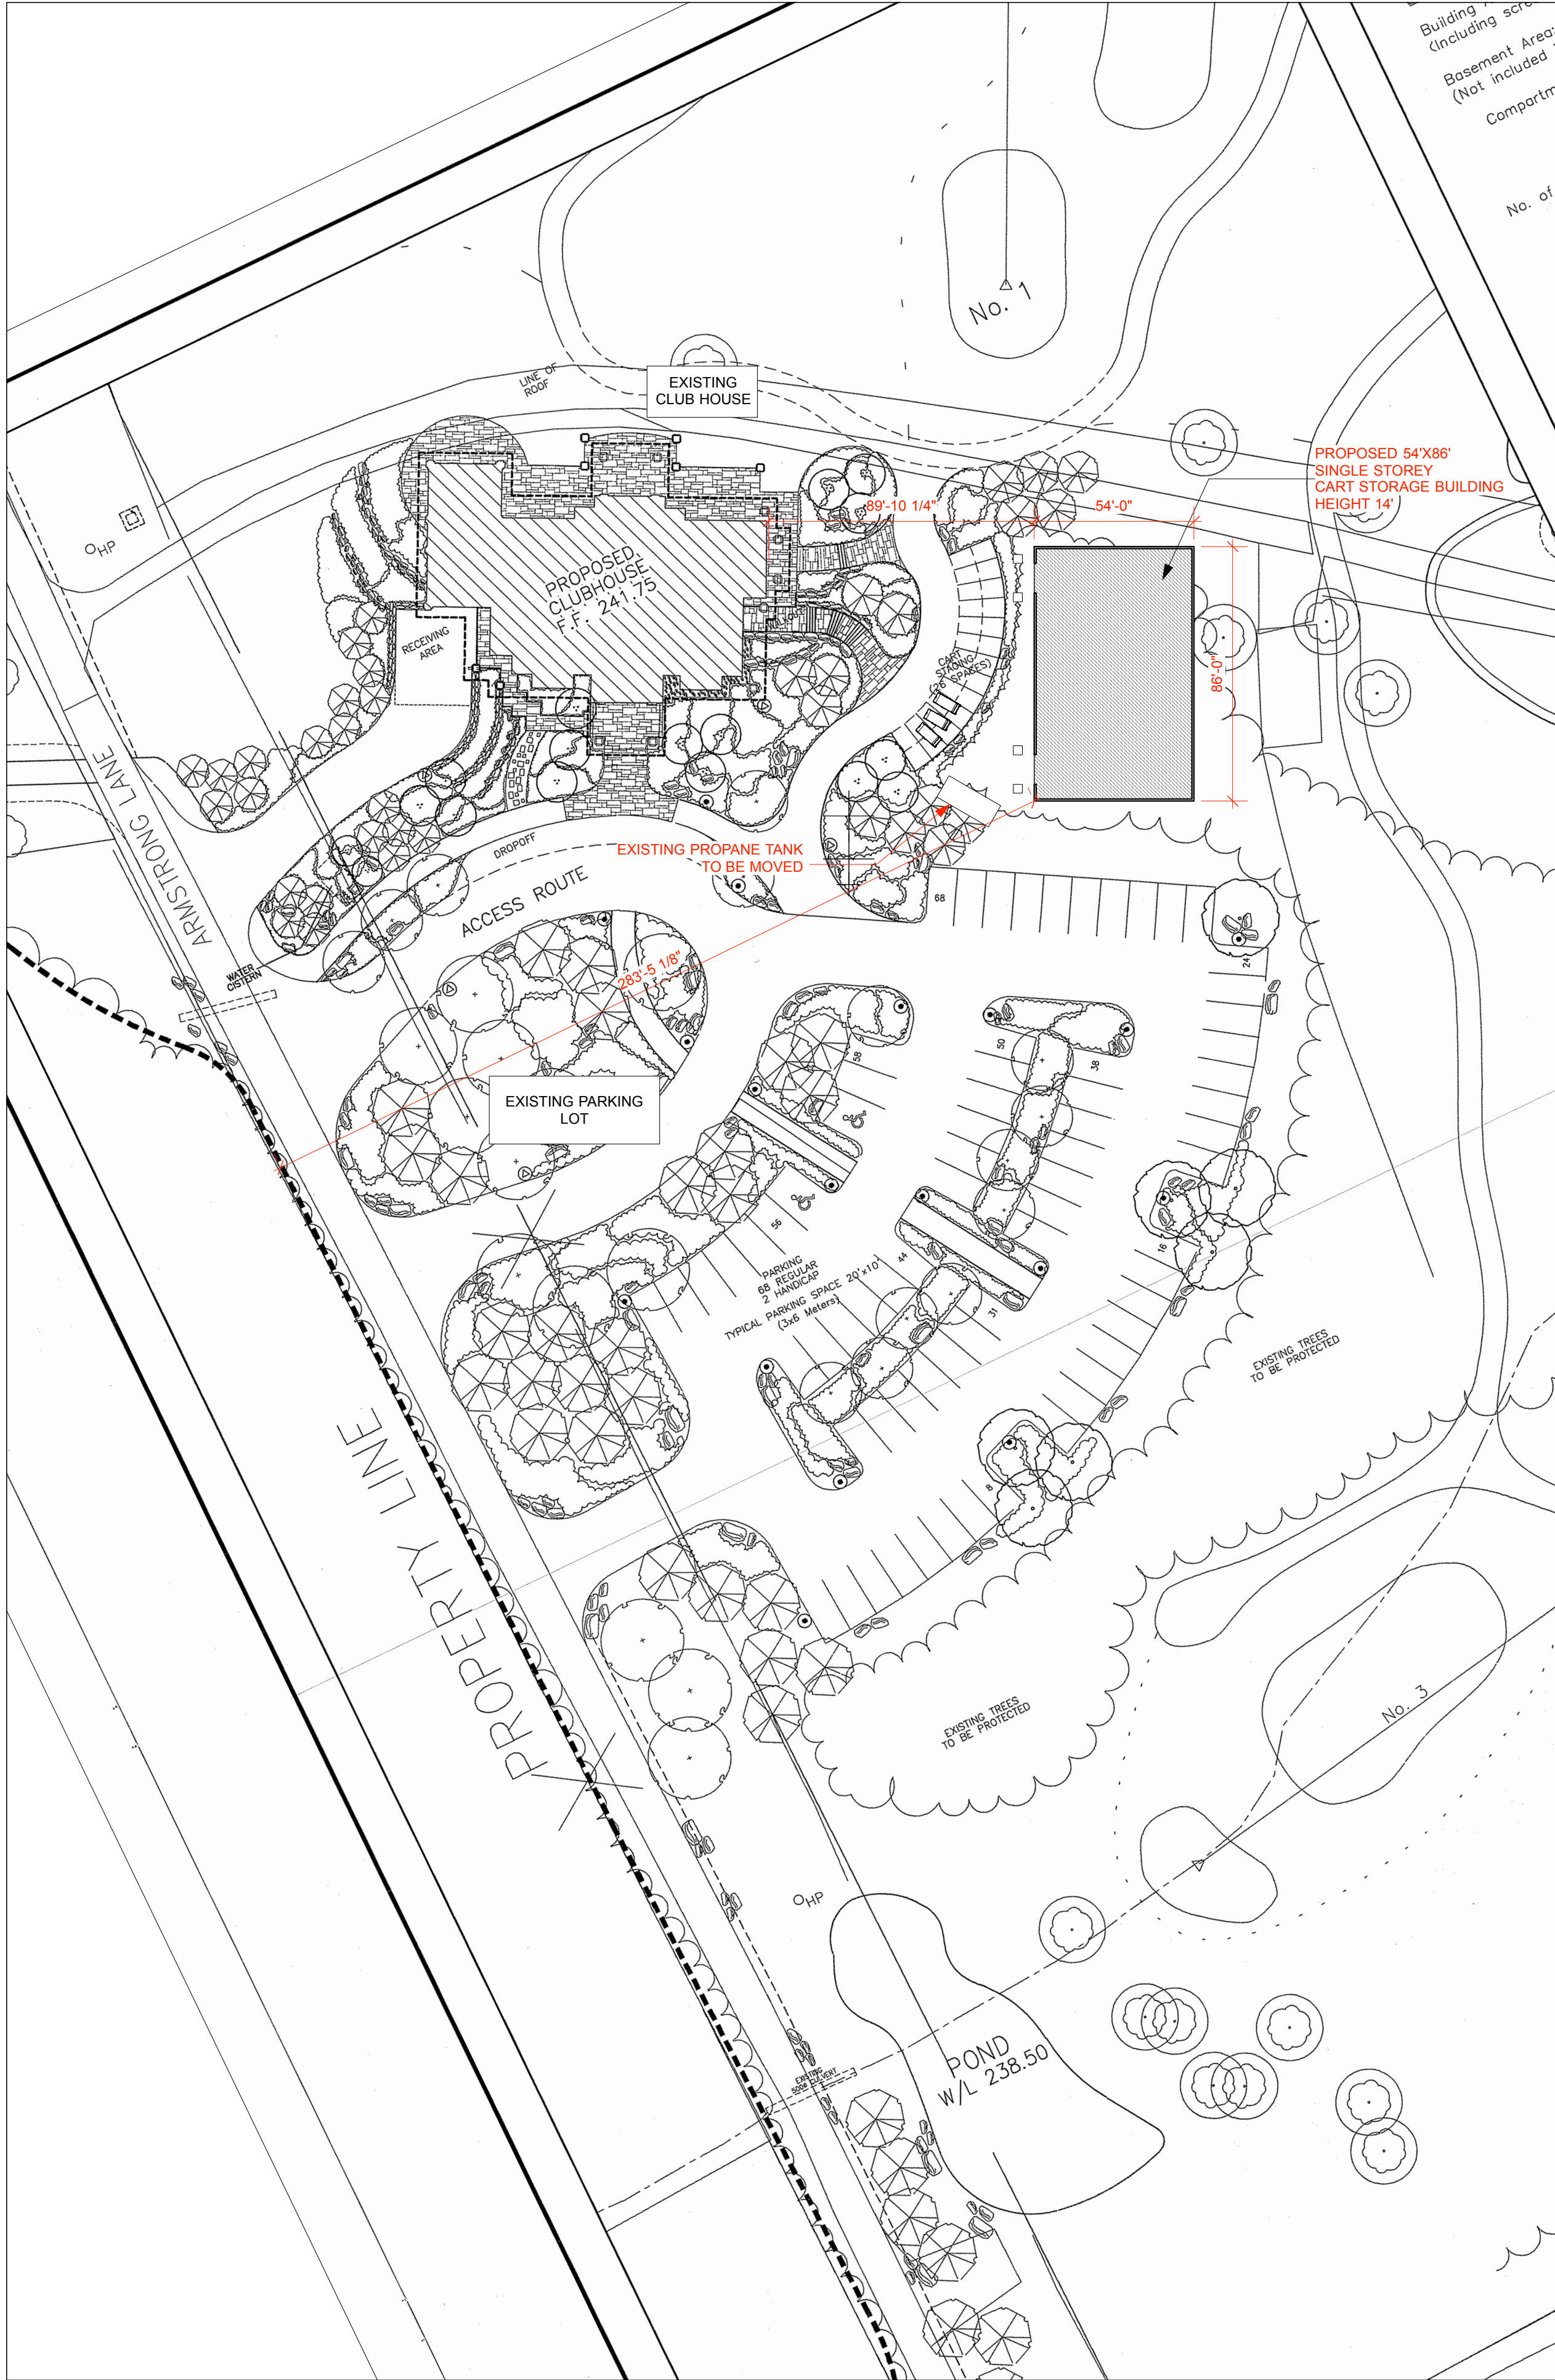 Building
(Including
Basement Area:
(Not included
No. of
No. 1
LINE OF
ROOF
EXISTING
CLUB HOUSE
PROPOSED 54'X86'
SINGLE STOREY
CART STORAGE BUILDING
HEIGHT 14'
89'-10 1/4"
54'-0"
HP
PROPOSED
CLUBHOUSE
F.F. 241.75
RECEIVING
AREA
CART
STAGING
(26 SPACES)
86'-0"
ARMSTRONG LANE
DROPOFF
EXISTING PROPANE TANK
TO BE MOVED
ACCESS ROUTE
68
WATER
CISTERN
283'-5 1/8"
24
58
50
38
EXISTING PARKING
LOT
56
PARKING
68 REGULAR
2 HANDICAP
TYPICAL PARKING SPACE 20'x10'
(3x6 Meters)
44
31
16
EXISTING TREES
TO BE PROTECTED
PROPERTY LINE
8
EXISTING TREES
TO BE PROTECTED
No. 3
HP
EXISTING
500ø CULVERT
POND
W/L 238.50